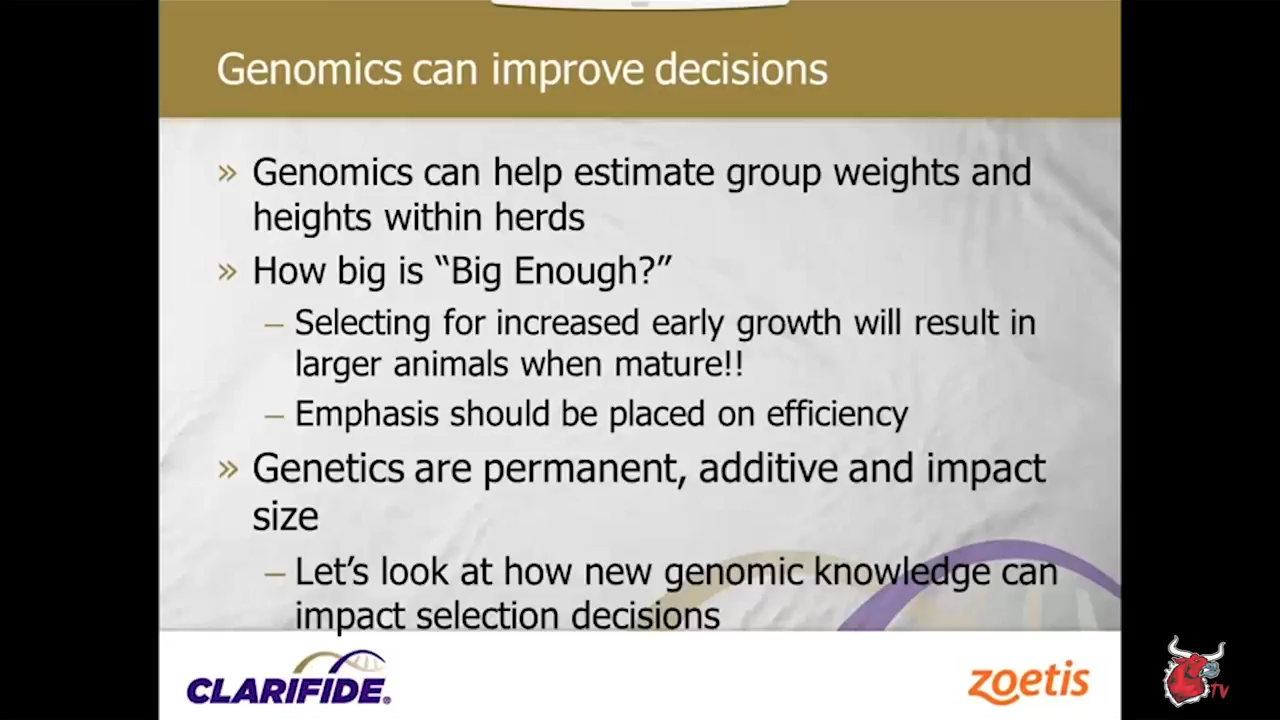 Genomics can improve decisions
» Genomics can help estimate group weights and
heights within herds
» How big is “Big Enough?”
– Selecting for increased early growth will result in
larger animals when mature!!
– Emphasis should be placed on efficiency
» Genetics are permanent, additive and impact
size
– Let’s look at how new genomic knowledge can
impact selection decisions
CLARIFIDE®
zoetis
TV